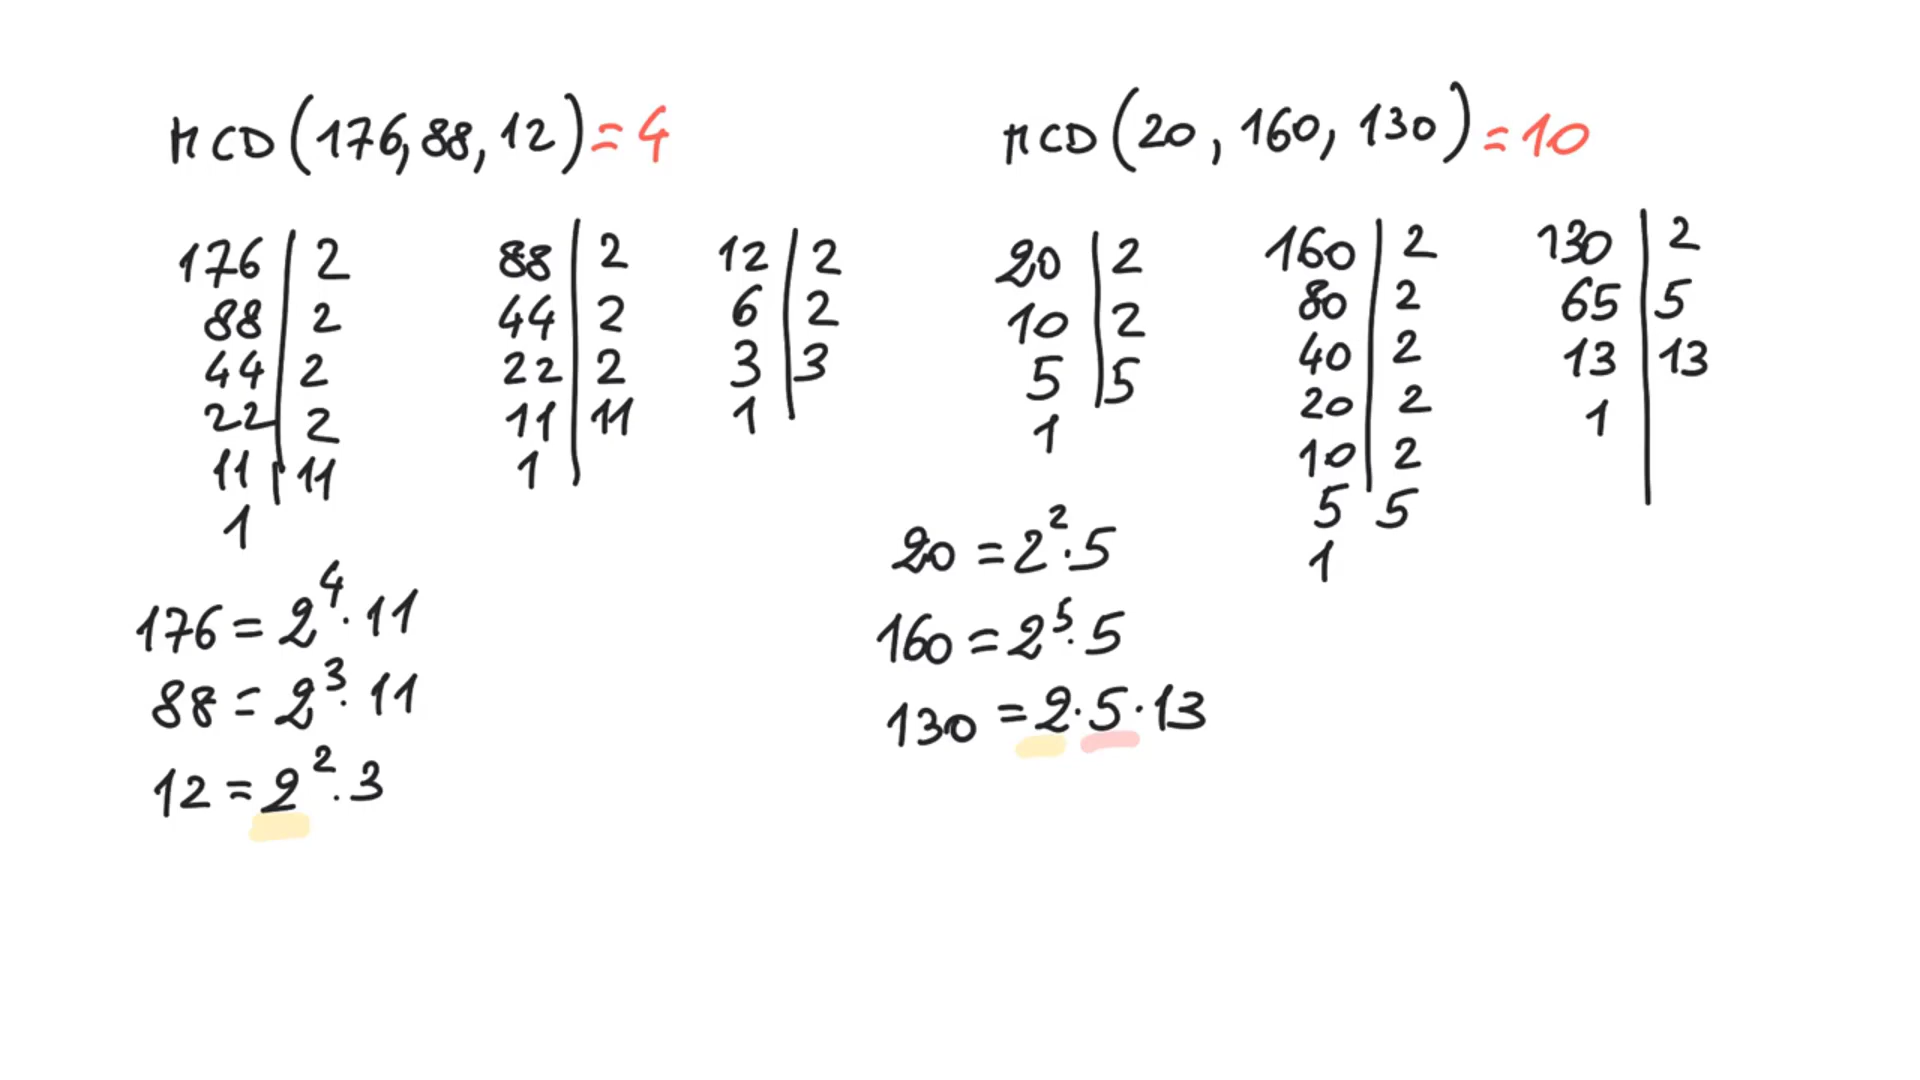 MCD(176, 88, 12) = 4
176 | 2
88 | 2
44 | 2
22 | 2
11 | 11
1
88 | 2
44 | 2
22 | 2
11 | 11
1
12 | 2
6 | 2
3 | 3
1
176 = 2⁴ · 11
88 = 2³ · 11
12 = 2² · 3
MCD(20, 160, 130) = 10
20 | 2
10 | 2
5 | 5
1
160 | 2
80 | 2
40 | 2
20 | 2
10 | 2
5 5
1
130 | 2
65 | 5
13 | 13
1
20 = 2² · 5
160 = 2⁵ · 5
130 = 2 · 5 · 13